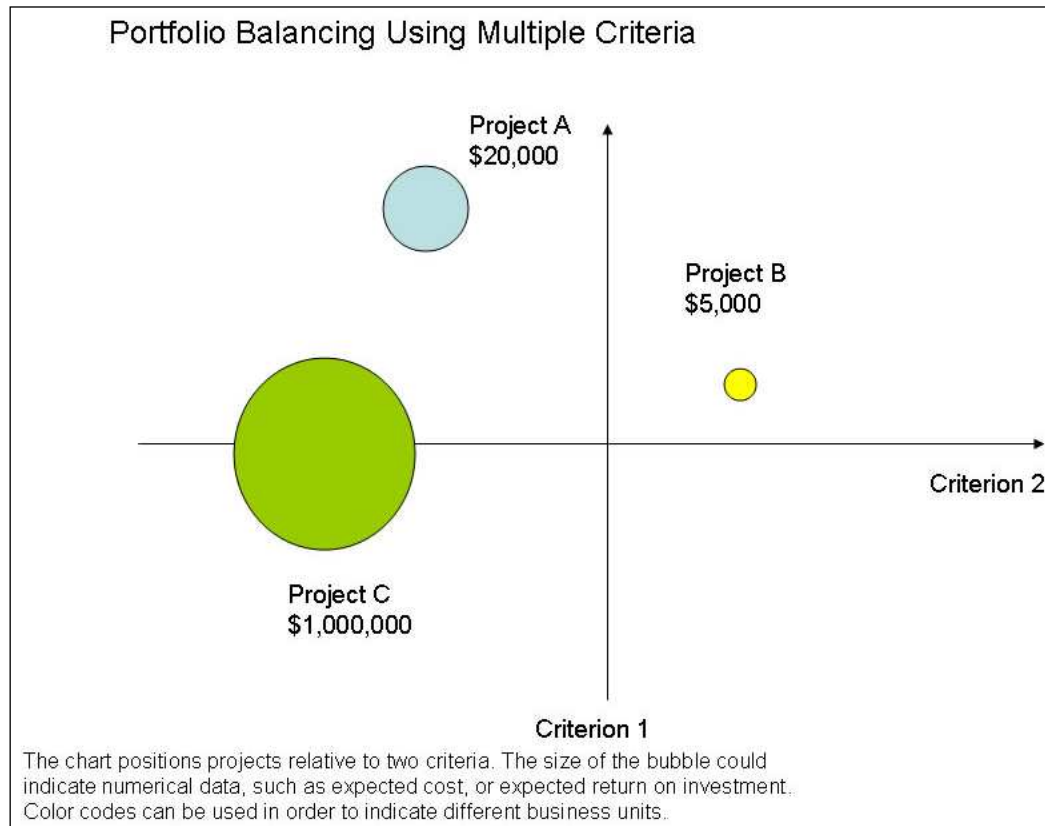 Portfolio Balancing Using Multiple Criteria
Project A
$20,000
Project B
$5,000
Criterion 2
Project C
$1,000,000
Criterion 1
The chart positions projects relative to two criteria. The size of the bubble could
indicate numerical data, such as expected cost, or expected return on investment.
Color codes can be used in order to indicate different business units.